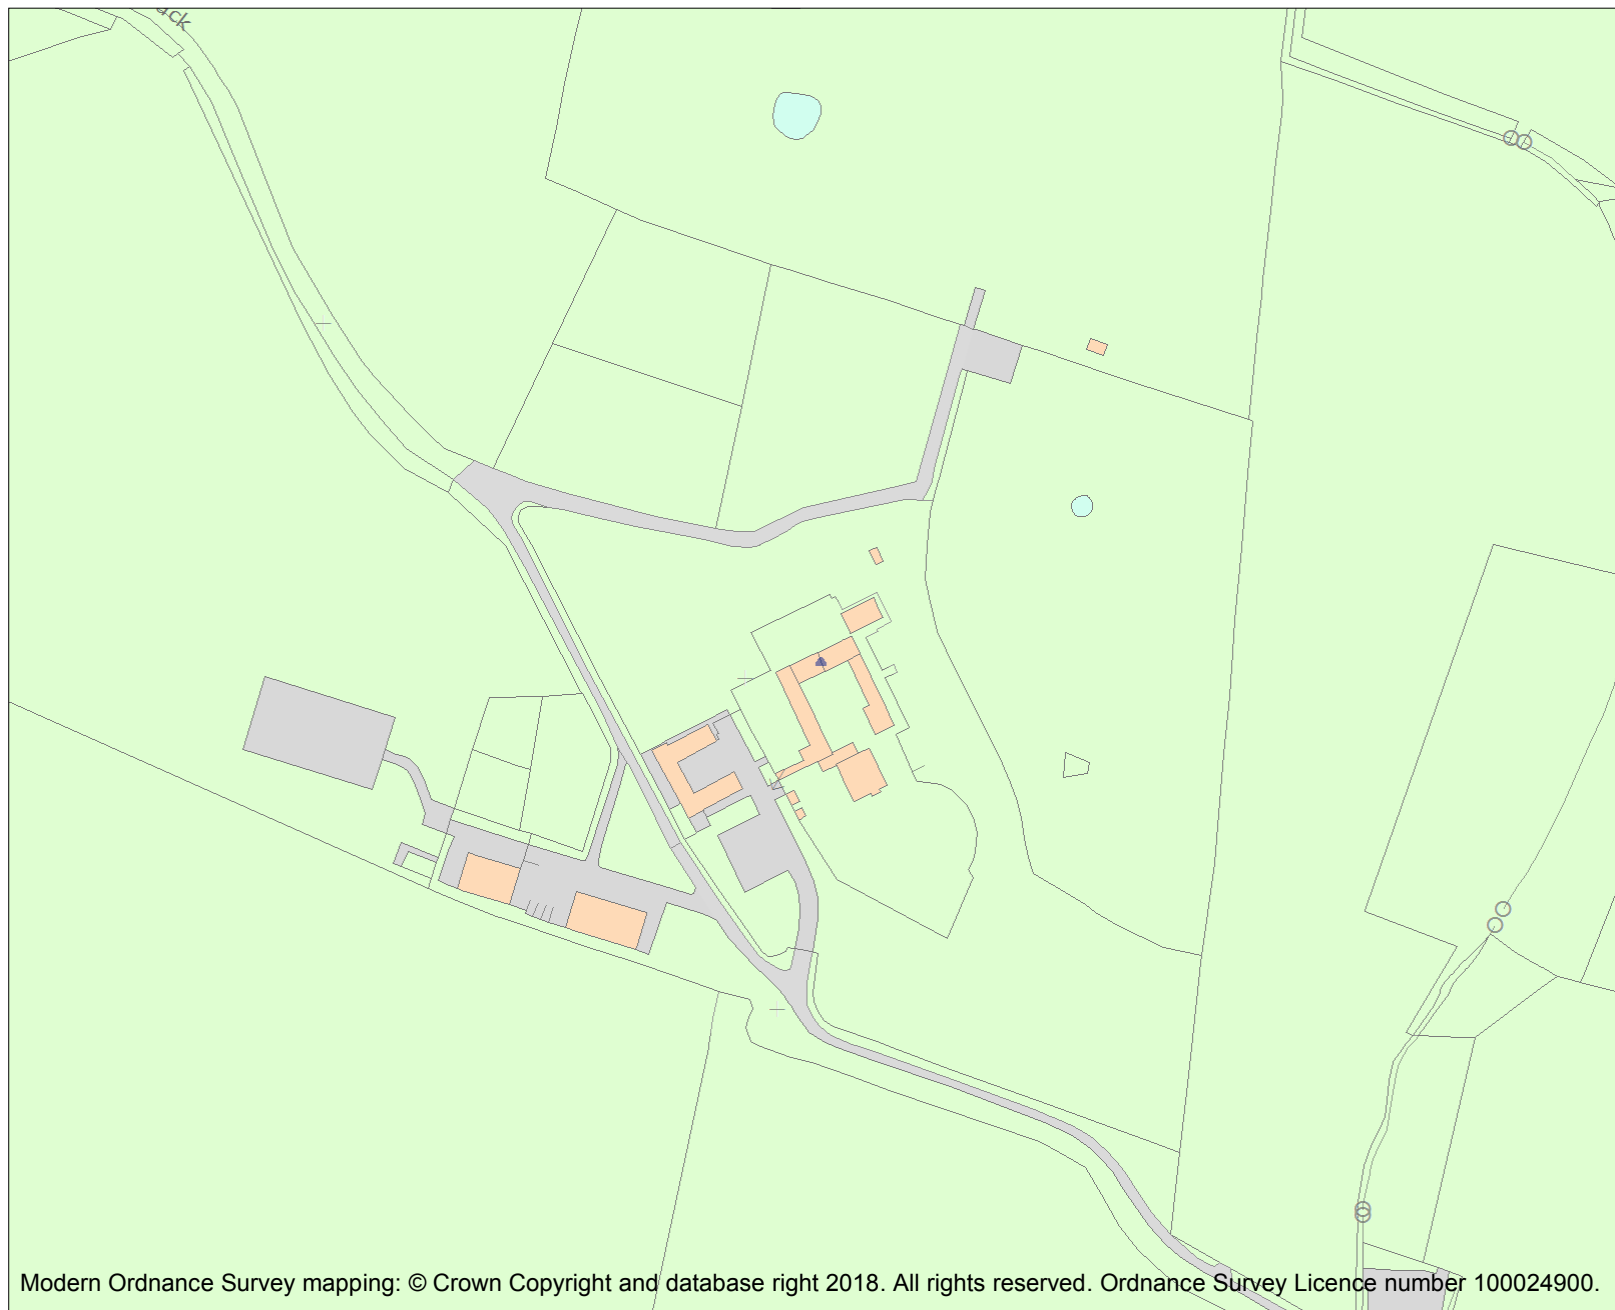 Modern Ordnance Survey mapping: © Crown Copyright and database right 2018. All rights reserved. Ordnance Survey Licence number 100024900.